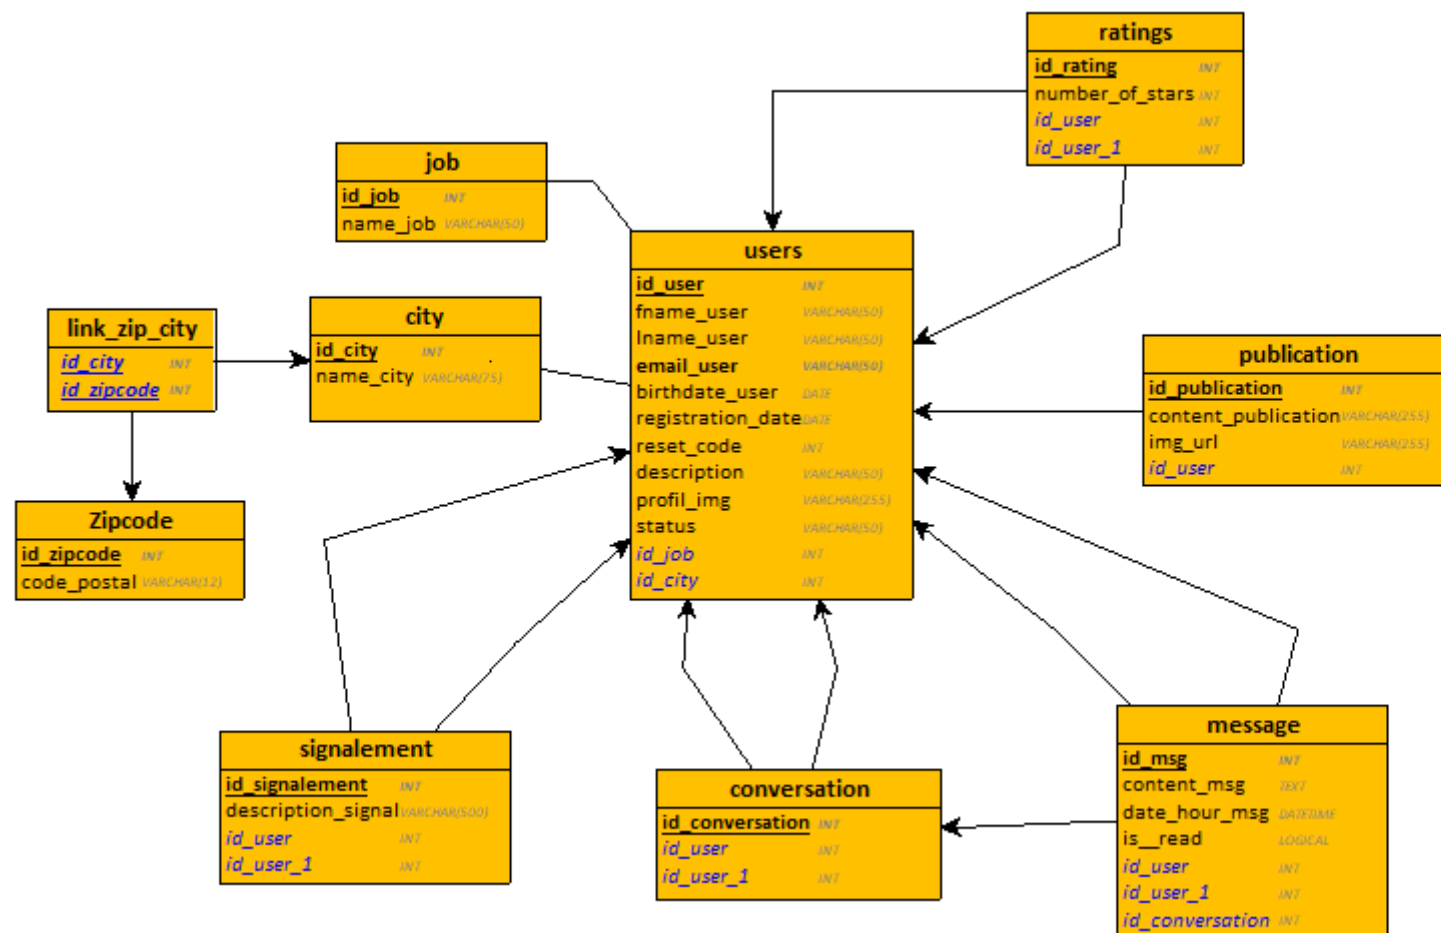 ratings
id_rating INT
number_of_stars INT
id_user INT
id_user_1 INT
job
id_job INT
name_job VARCHAR(50)
users
id_user INT
fname_user VARCHAR(50)
lname_user VARCHAR(50)
email_user VARCHAR(50)
birthdate_user DATE
registration_date DATE
reset_code INT
description VARCHAR(50)
profil_img VARCHAR(255)
status VARCHAR(50)
id_job INT
id_city INT
link_zip_city
id_city INT
id_zipcode INT
city
id_city INT
name_city VARCHAR(75)
publication
id_publication INT
content_publication VARCHAR(255)
img_url VARCHAR(255)
id_user INT
Zipcode
id_zipcode INT
code_postal VARCHAR(12)
signalement
id_signalement INT
description_signal VARCHAR(500)
id_user INT
id_user_1 INT
conversation
id_conversation INT
id_user INT
id_user_1 INT
message
id_msg INT
content_msg TEXT
date_hour_msg DATETIME
is__read LOGICAL
id_user INT
id_user_1 INT
id_conversation INT